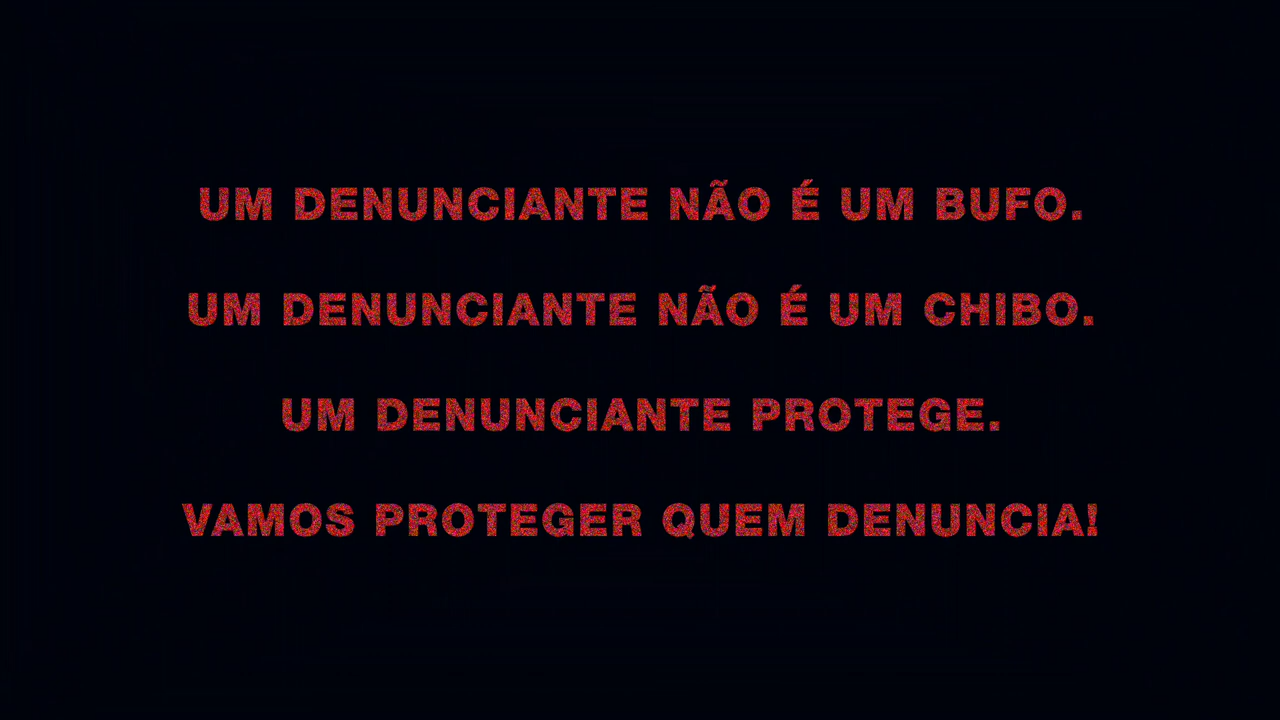 UM DENUNCIANTE NÃO É UM BUFO.
UM DENUNCIANTE NÃO É UM CHIBO.
UM DENUNCIANTE PROTEGE.
VAMOS PROTEGER QUEM DENUNCIA!